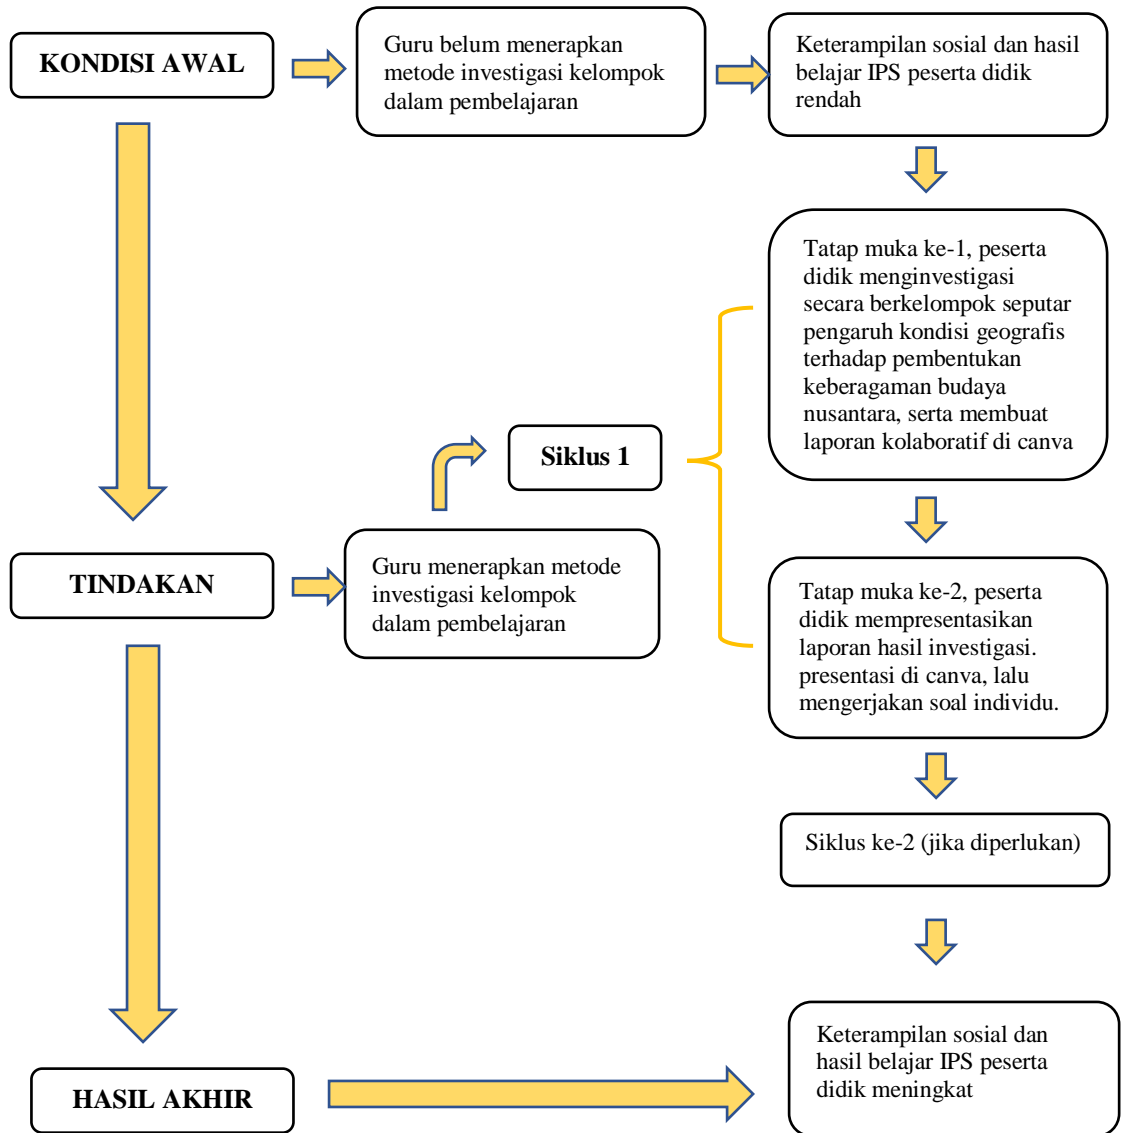 KONDISI AWAL
Guru belum menerapkan
metode investigasi kelompok
dalam pembelajaran
Keterampilan sosial dan hasil
belajar IPS peserta didik
rendah
Tatap muka ke-1, peserta
didik menginvestigasi
secara berkelompok seputar
pengaruh kondisi geografis
terhadap pembentukan
keberagaman budaya
nusantara, serta membuat
laporan kolaboratif di canva
Siklus 1
TINDAKAN
Guru menerapkan metode
investigasi kelompok
dalam pembelajaran
Tatap muka ke-2, peserta
didik mempresentasikan
laporan hasil investigasi.
presentasi di canva, lalu
mengerjakan soal individu.
Siklus ke-2 (jika diperlukan)
HASIL AKHIR
Keterampilan sosial dan
hasil belajar IPS peserta
didik meningkat